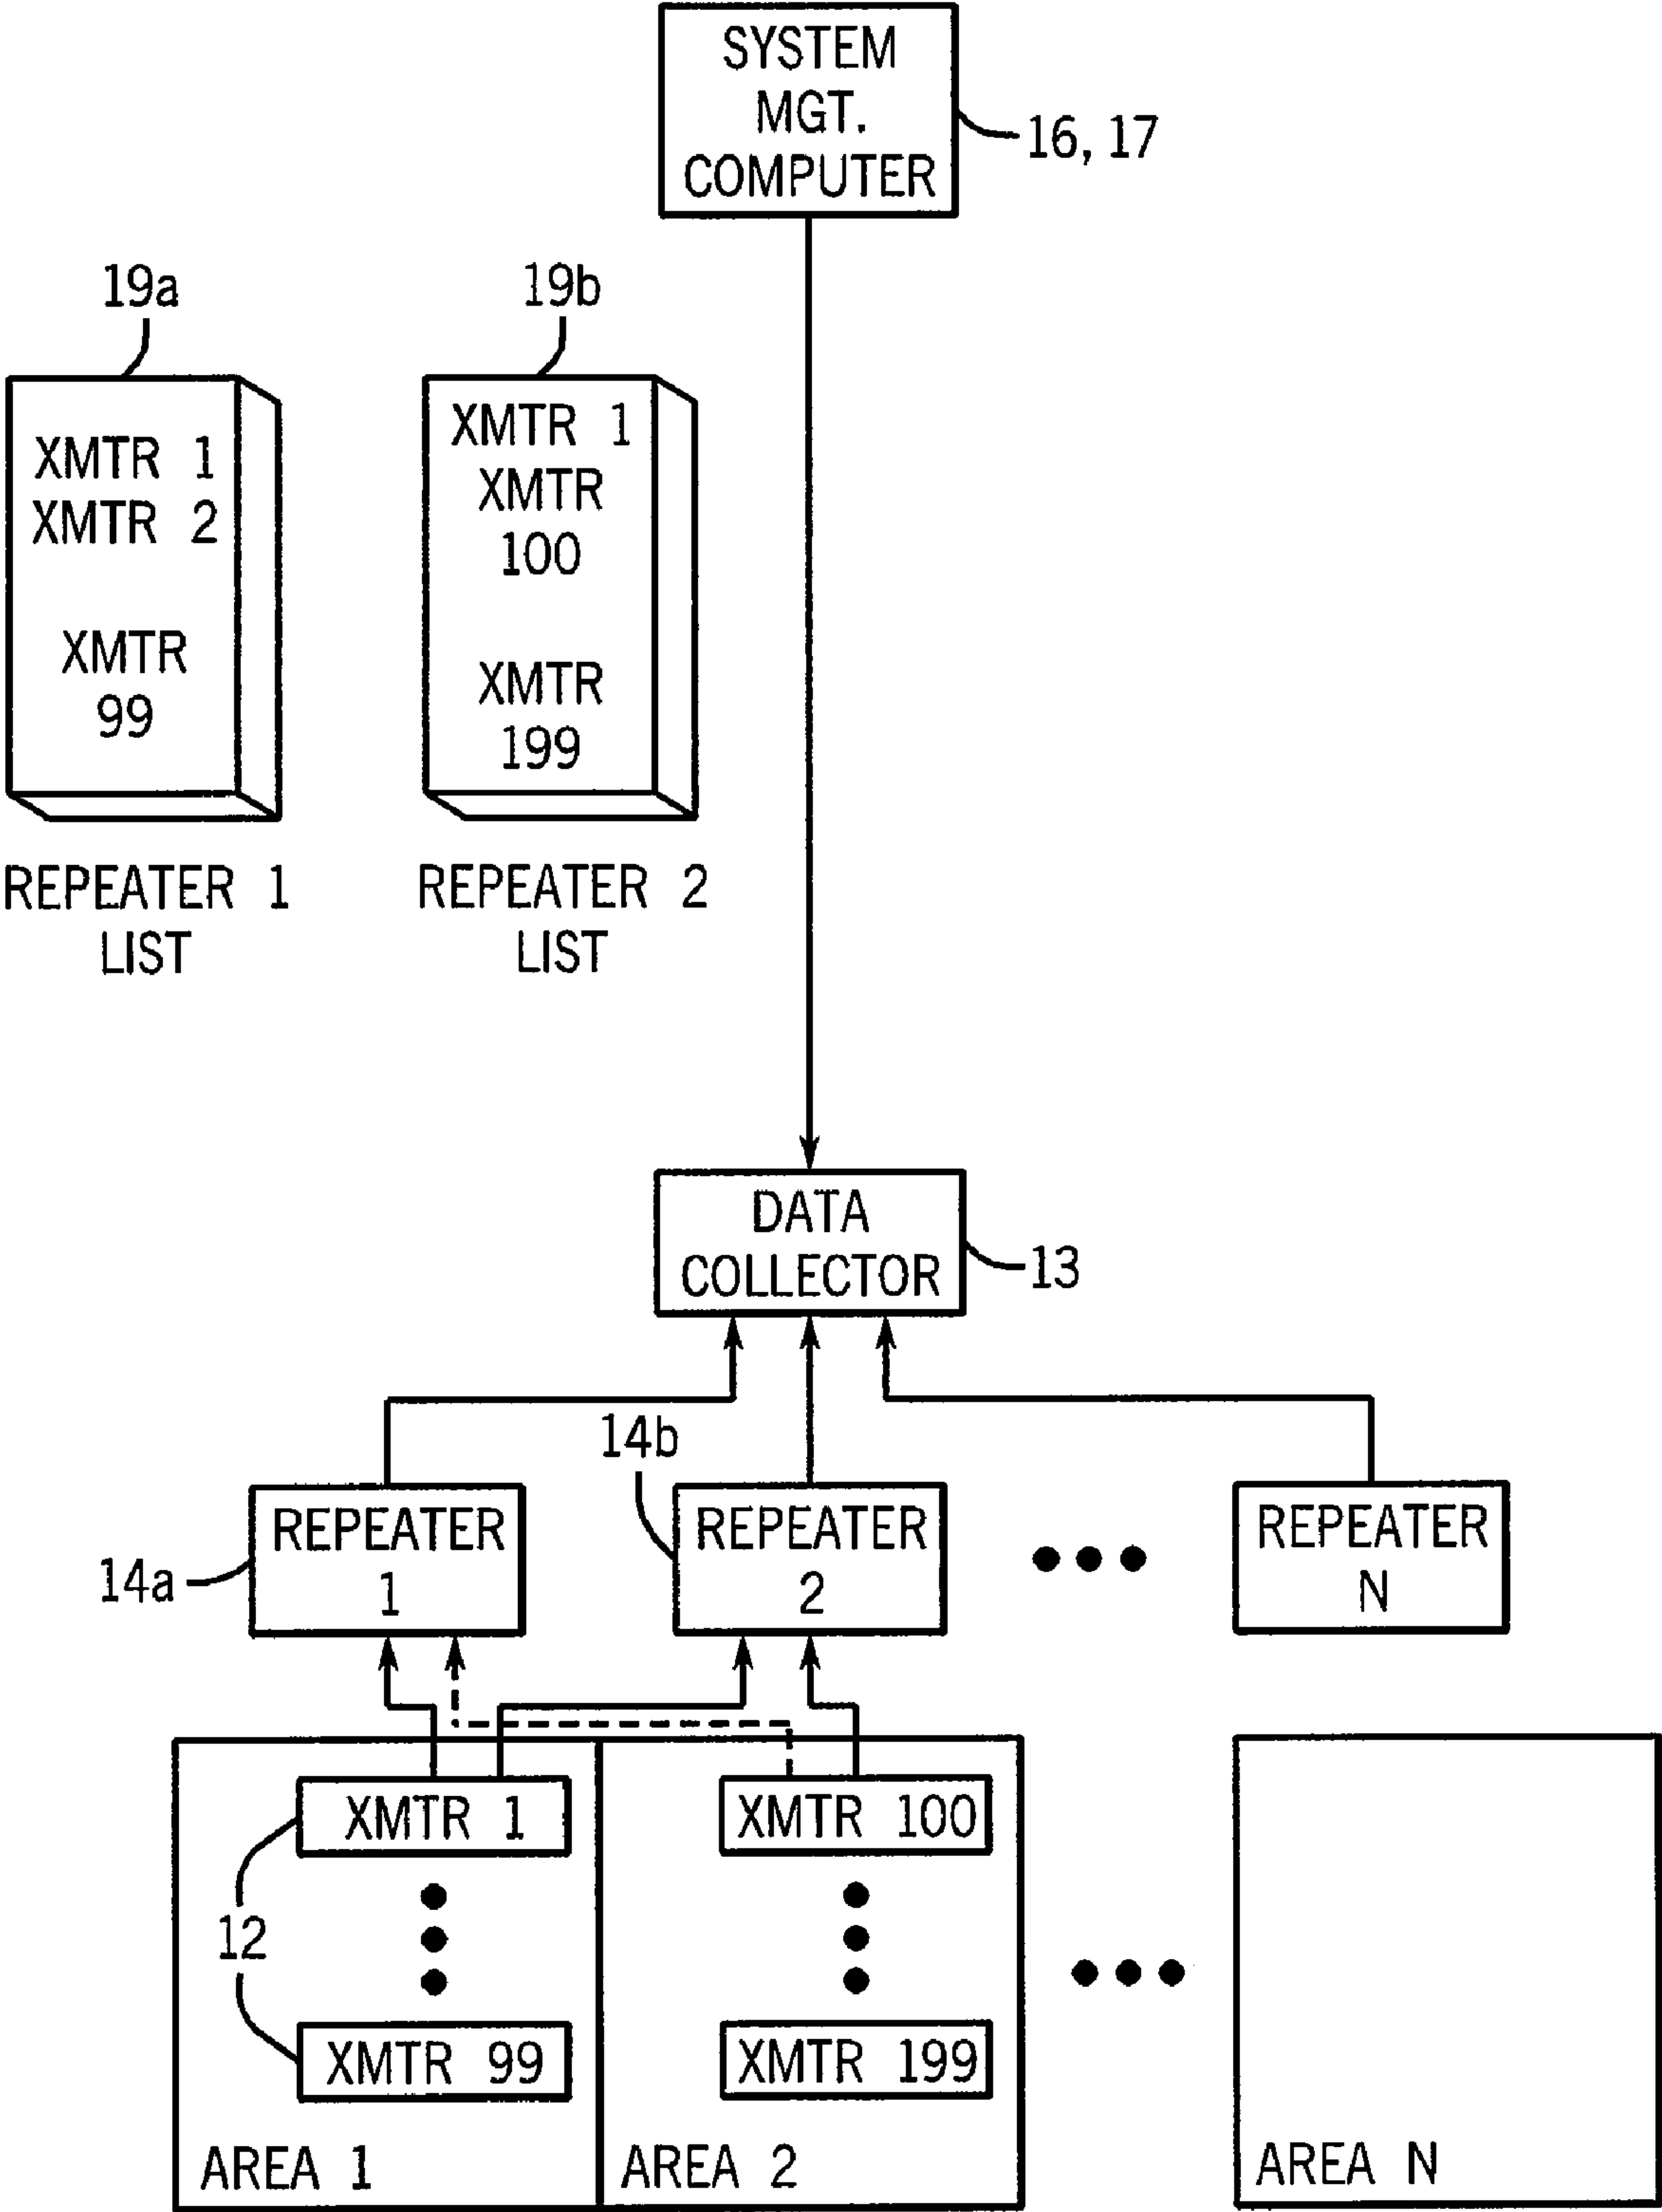 SYSTEM
MGT.
COMPUTER
16, 17
19a
19b
XMTR 1
XMTR 2
XMTR
99
XMTR 1
XMTR
100
XMTR
199
REPEATER 1
LIST
REPEATER 2
LIST
DATA
COLLECTOR
13
14b
14a
REPEATER
1
REPEATER
2
REPEATER
N
XMTR 1
XMTR 100
12
XMTR 99
XMTR 199
AREA 1
AREA 2
AREA N